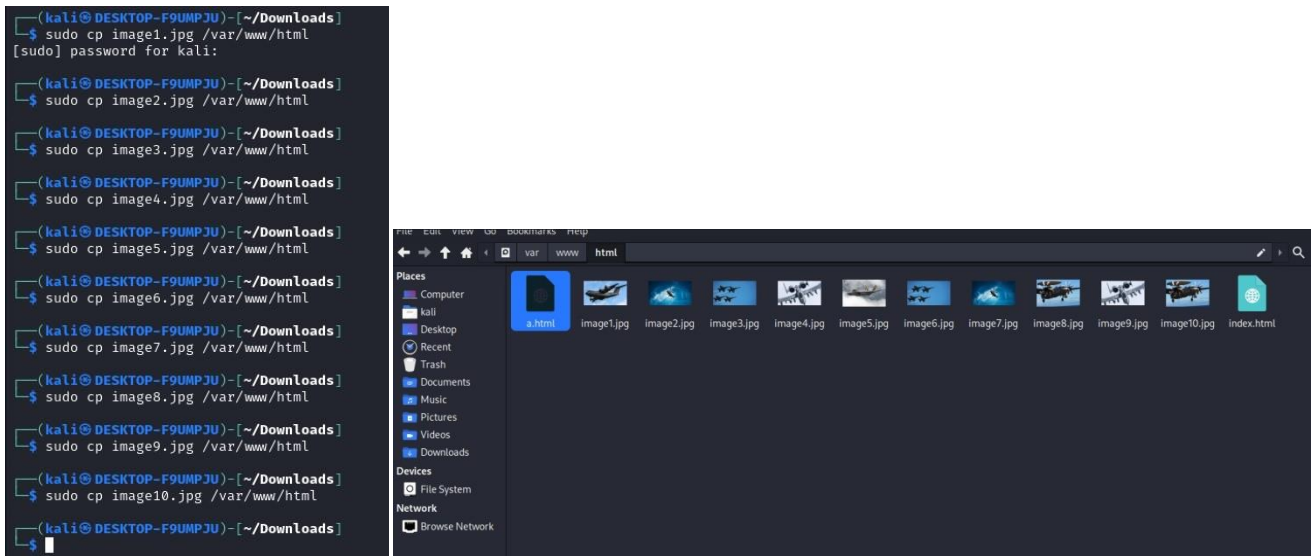 (kali㉿DESKTOP-F9UMPJU)-[~/Downloads]
$ sudo cp image1.jpg /var/www/html
[sudo] password for kali:
(kali㉿DESKTOP-F9UMPJU)-[~/Downloads]
$ sudo cp image2.jpg /var/www/html
(kali㉿DESKTOP-F9UMPJU)-[~/Downloads]
$ sudo cp image3.jpg /var/www/html
(kali㉿DESKTOP-F9UMPJU)-[~/Downloads]
$ sudo cp image4.jpg /var/www/html
(kali㉿DESKTOP-F9UMPJU)-[~/Downloads]
$ sudo cp image5.jpg /var/www/html
(kali㉿DESKTOP-F9UMPJU)-[~/Downloads]
$ sudo cp image6.jpg /var/www/html
(kali㉿DESKTOP-F9UMPJU)-[~/Downloads]
$ sudo cp image7.jpg /var/www/html
(kali㉿DESKTOP-F9UMPJU)-[~/Downloads]
$ sudo cp image8.jpg /var/www/html
(kali㉿DESKTOP-F9UMPJU)-[~/Downloads]
$ sudo cp image9.jpg /var/www/html
(kali㉿DESKTOP-F9UMPJU)-[~/Downloads]
$ sudo cp image10.jpg /var/www/html
(kali㉿DESKTOP-F9UMPJU)-[~/Downloads]
$
File Edit View Go Bookmarks Help
var www html
Places
Computer
kali
Desktop
Recent
Trash
Documents
Music
Pictures
Videos
Downloads
Devices
File System
Network
Browse Network
a.html image1.jpg image2.jpg image3.jpg image4.jpg image5.jpg image6.jpg image7.jpg image8.jpg image9.jpg image10.jpg index.html